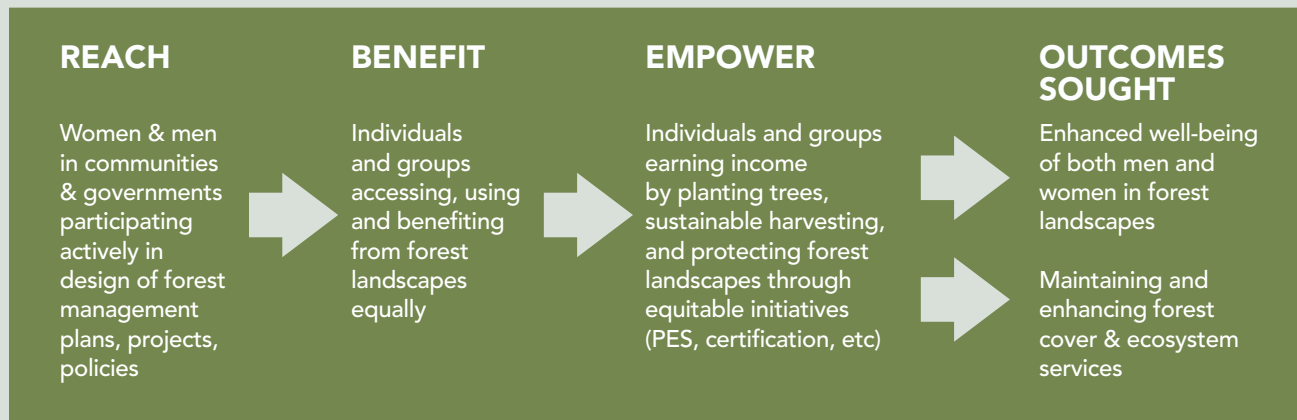 REACH
Women & men
in communities
& governments
participating
actively in
design of forest
management
plans, projects,
policies
BENEFIT
Individuals
and groups
accessing, using
and benefiting
from forest
landscapes
equally
EMPOWER
Individuals and groups
earning income
by planting trees,
sustainable harvesting,
and protecting forest
landscapes through
equitable initiatives
(PES, certification, etc)
OUTCOMES
SOUGHT
Enhanced well-being
of both men and
women in forest
landscapes
Maintaining and
enhancing forest
cover & ecosystem
services